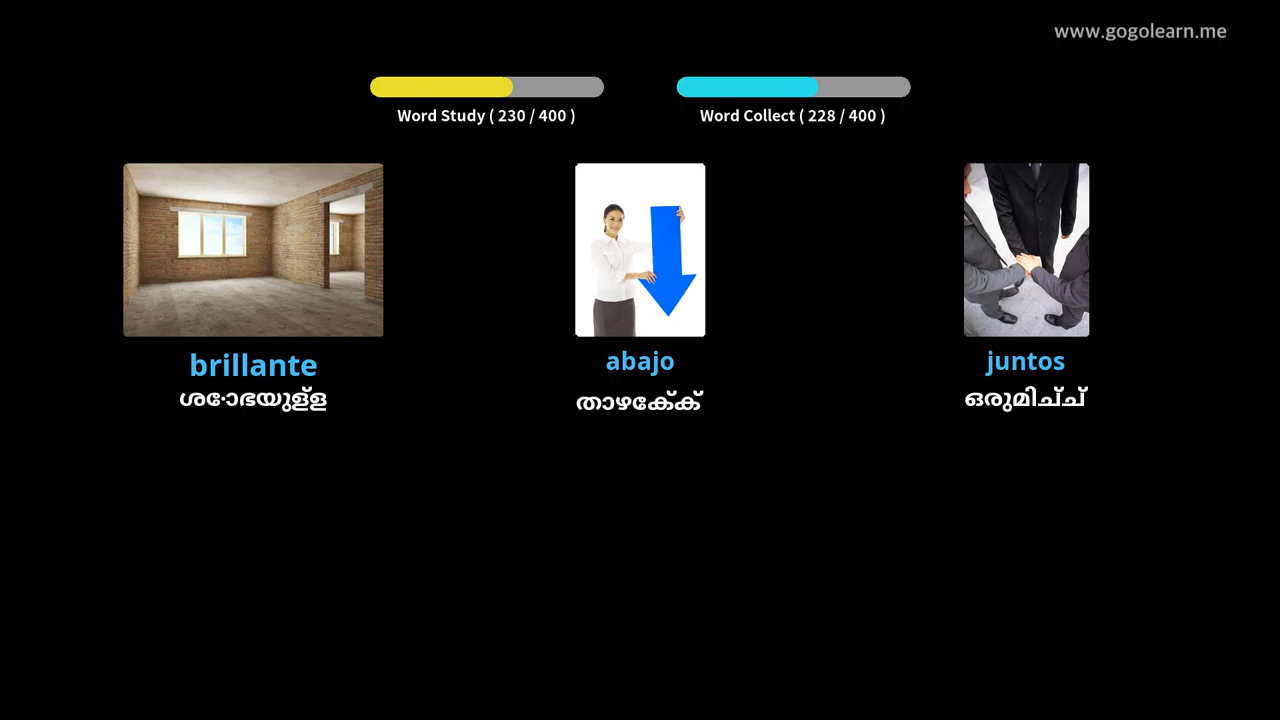 www.gogolearn.me
Word Study ( 230 / 400 )
Word Collect ( 228 / 400 )
brillante
abajo
juntos
ശോഭയുള്ള
താഴേക്ക്
ഒരുമിച്ച്